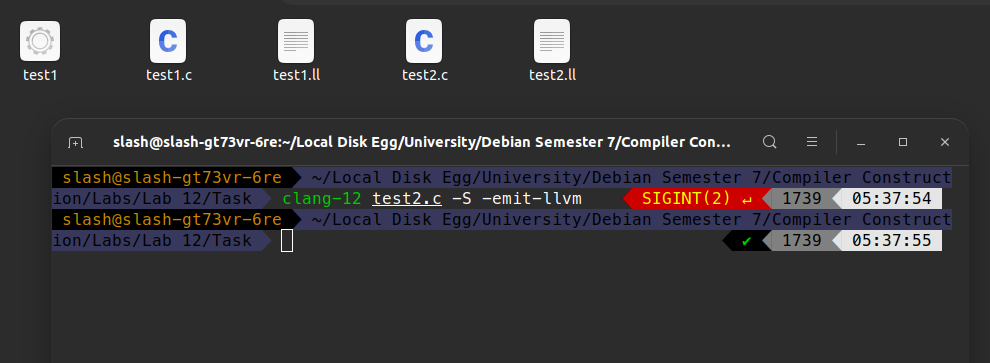 test1
test1.c
test1.ll
test2.c
test2.ll
slash@slash-gt73vr-6re:~/Local Disk Egg/University/Debian Semester 7/Compiler Con...
slash@slash-gt73vr-6re ~/Local Disk Egg/University/Debian Semester 7/Compiler Construct
ion/Labs/Lab 12/Task clang-12 test2.c -S -emit-llvm SIGINT(2) ↵ 1739 05:37:54
slash@slash-gt73vr-6re ~/Local Disk Egg/University/Debian Semester 7/Compiler Construct
ion/Labs/Lab 12/Task ✔ 1739 05:37:55